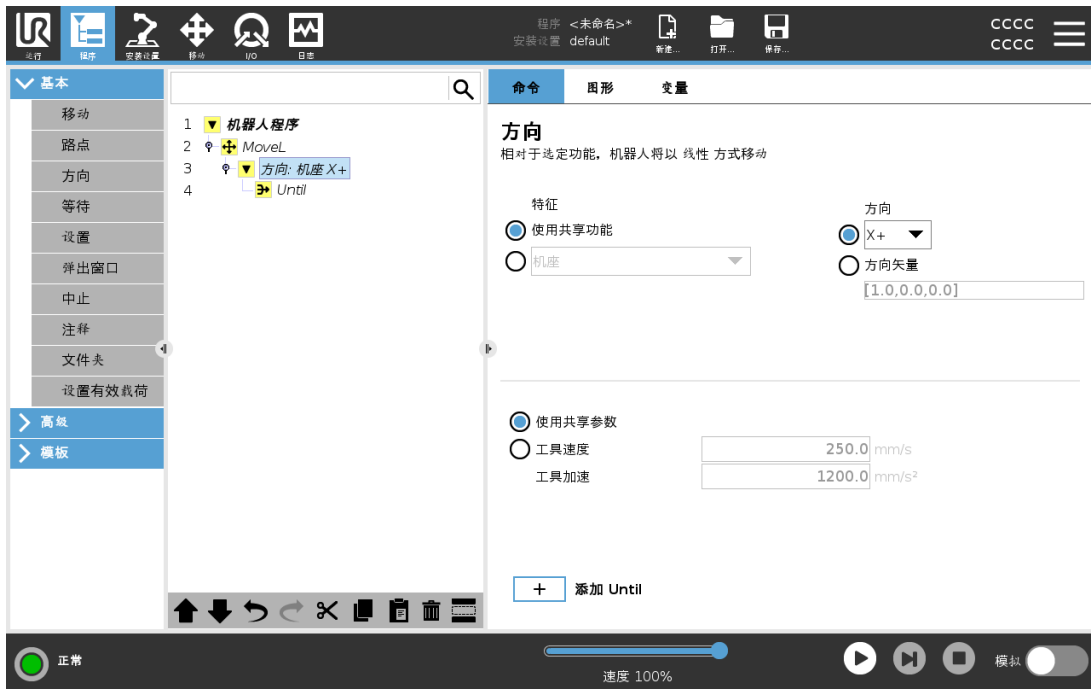 程序 <未命名>*
安装设置 default
CCCC
CCCC
运行 程序 安装设置 移动 I/O 日志 新建... 打开... 保存...
基本
移动
路点
方向
等待
设置
弹出窗口
中止
注释
文件夹
设置有效载荷
高级
模板
1 机器人程序
2 MoveL
3 方向: 机座 X+
4 Until
命令 图形 变量
方向
相对于选定功能，机器人将以 线性 方式移动
特征
使用共享功能
机座
方向
X+
方向矢量
[1.0,0.0,0.0]
使用共享参数
工具速度 250.0 mm/s
工具加速 1200.0 mm/s²
+ 添加 Until
正常
速度 100%
模拟